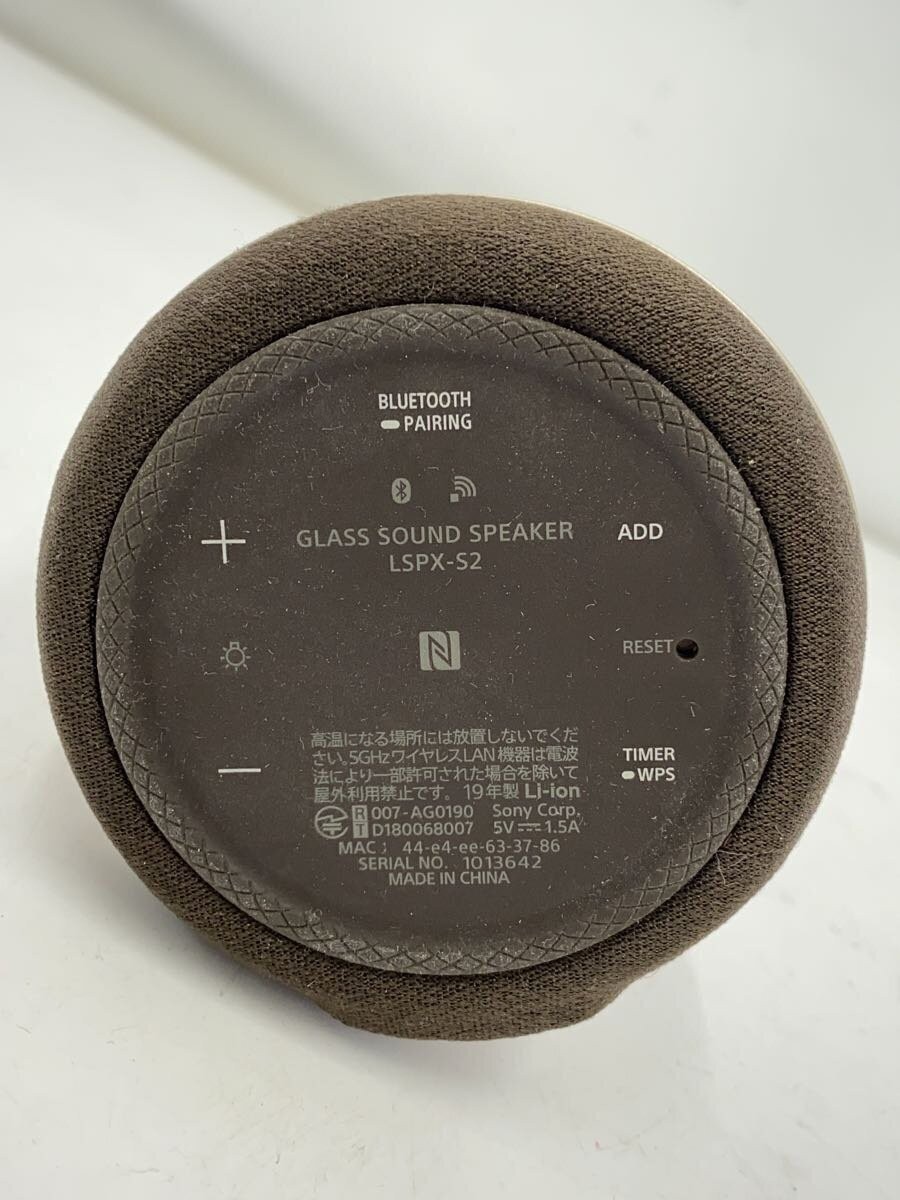 BLUETOOTH
PAIRING
+
GLASS SOUND SPEAKER
ADD
LSPX-S2
RESET
高温になる場所には放置しないでくだ
さい。5GHzワイヤレスLAN機器は電波
法により一部許可された場合を除いて
屋外利用禁止です。 19年製 Li-ion
TIMER
WPS
−
R 007-AG0190 Sony Corp.
T D180068007 5V⎓1.5A
MAC : 44-e4-ee-63-37-86
SERIAL NO. 1013642
MADE IN CHINA